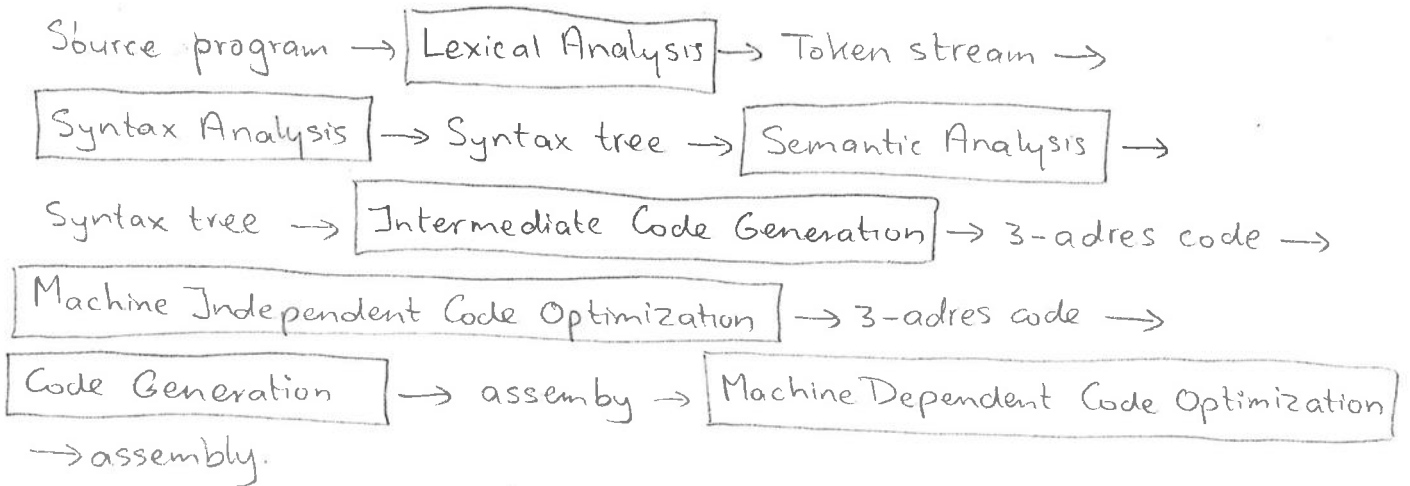 Source program → Lexical Analysis → Token stream →
Syntax Analysis → Syntax tree → Semantic Analysis →
Syntax tree → Intermediate Code Generation → 3-adres code →
Machine Independent Code Optimization → 3-adres code →
Code Generation → assemby → Machine Dependent Code Optimization
→ assembly.